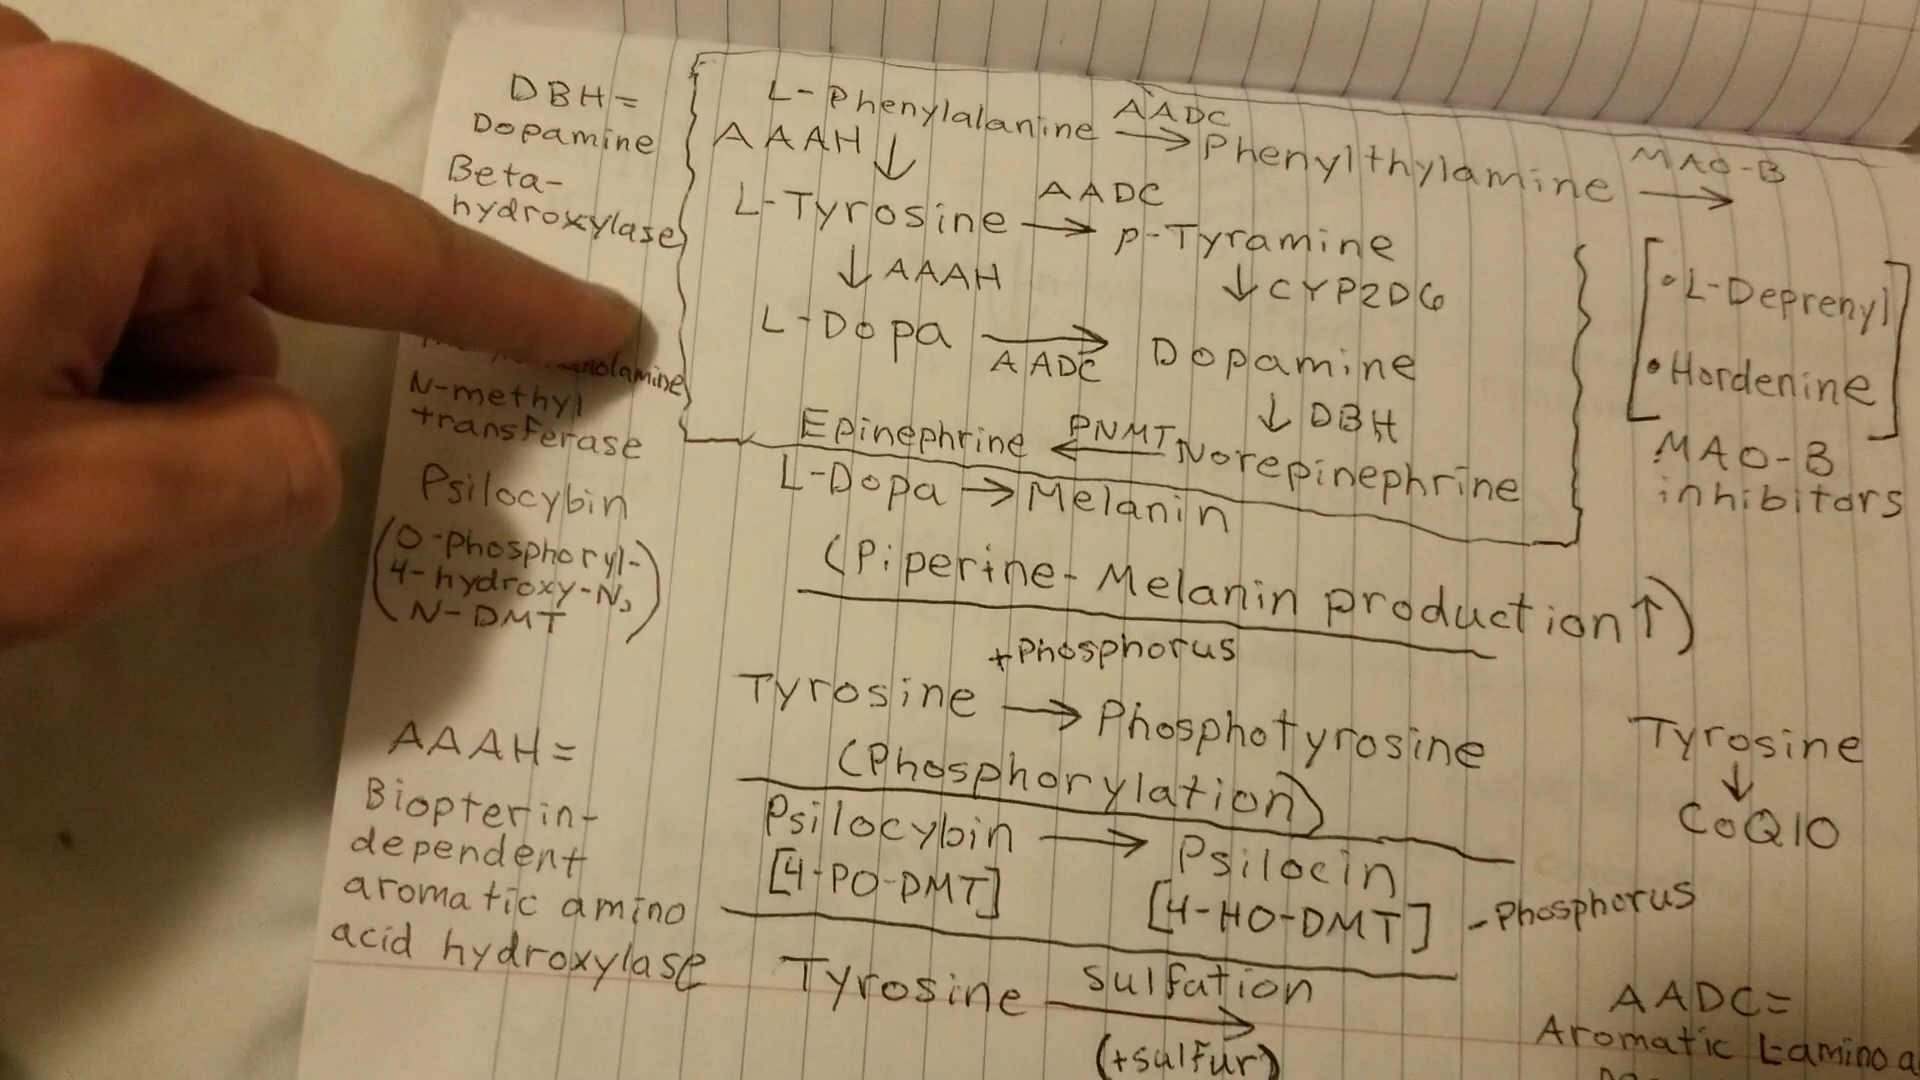 DBH =
Dopamine
Beta-
hydroxylase
N-methyl
transferase
Psilocybin
(O-phosphoryl-
4-hydroxy-N,
N-DMT)
AAAH =
Biopterin-
dependent
aromatic amino
acid hydroxylase
L-Phenylalanine AADC → Phenylthylamine MAO-B →
AAAH ↓
L-Tyrosine AADC → p-Tyramine
↓ AAAH ↓ CYP2D6
L-Dopa → AADC Dopamine
↓ DBH
Epinephrine PNMT ← Norepinephrine
L-Dopa → Melanin
(Piperine- Melanin production ↑)
+Phosphorus
Tyrosine → Phosphotyrosine
(Phosphorylation)
Psilocybin → Psilocin
[4-PO-DMT] [4-HO-DMT] -Phosphorus
Tyrosine sulfation →
(+sulfur)
[• L-Deprenyl
• Hordenine]
MAO-B
inhibitors
Tyrosine
↓
CoQ10
AADC =
Aromatic L-amino a